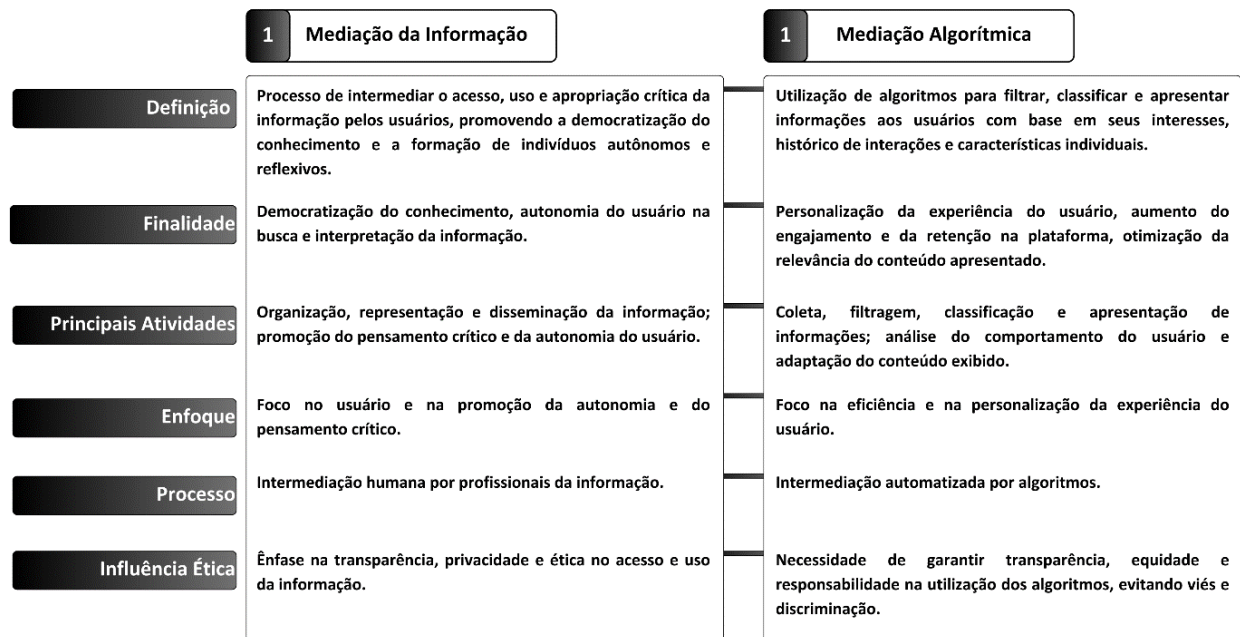 1 Mediação da Informação
1 Mediação Algorítmica
Definição
Processo de intermediar o acesso, uso e apropriação crítica da
informação pelos usuários, promovendo a democratização do
conhecimento e a formação de indivíduos autônomos e
reflexivos.
Utilização de algoritmos para filtrar, classificar e apresentar
informações aos usuários com base em seus interesses,
histórico de interações e características individuais.
Finalidade
Democratização do conhecimento, autonomia do usuário na
busca e interpretação da informação.
Personalização da experiência do usuário, aumento do
engajamento e da retenção na plataforma, otimização da
relevância do conteúdo apresentado.
Principais Atividades
Organização, representação e disseminação da informação;
promoção do pensamento crítico e da autonomia do usuário.
Coleta, filtragem, classificação e apresentação de
informações; análise do comportamento do usuário e
adaptação do conteúdo exibido.
Enfoque
Foco no usuário e na promoção da autonomia e do
pensamento crítico.
Foco na eficiência e na personalização da experiência do
usuário.
Processo
Intermediação humana por profissionais da informação.
Intermediação automatizada por algoritmos.
Influência Ética
Ênfase na transparência, privacidade e ética no acesso e uso
da informação.
Necessidade de garantir transparência, equidade e
responsabilidade na utilização dos algoritmos, evitando viés e
discriminação.